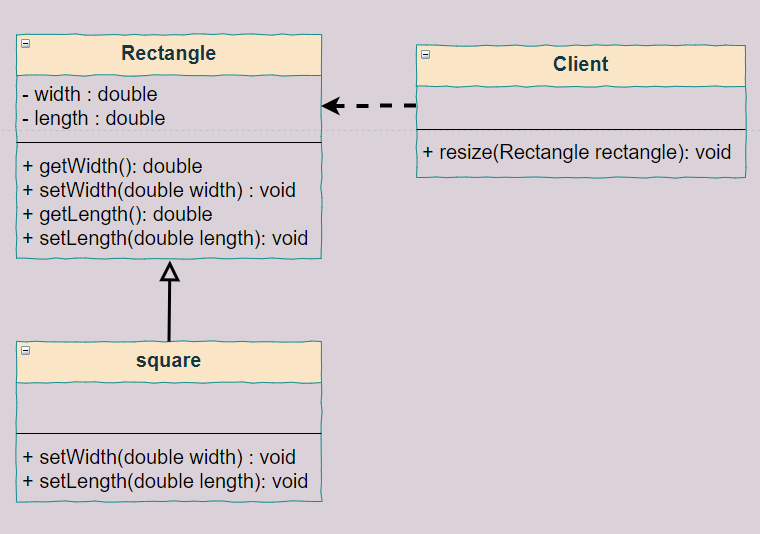 Rectangle
- width : double
- length : double
+ getWidth(): double
+ setWidth(double width) : void
+ getLength(): double
+ setLength(double length): void
Client
+ resize(Rectangle rectangle): void
square
+ setWidth(double width) : void
+ setLength(double length): void